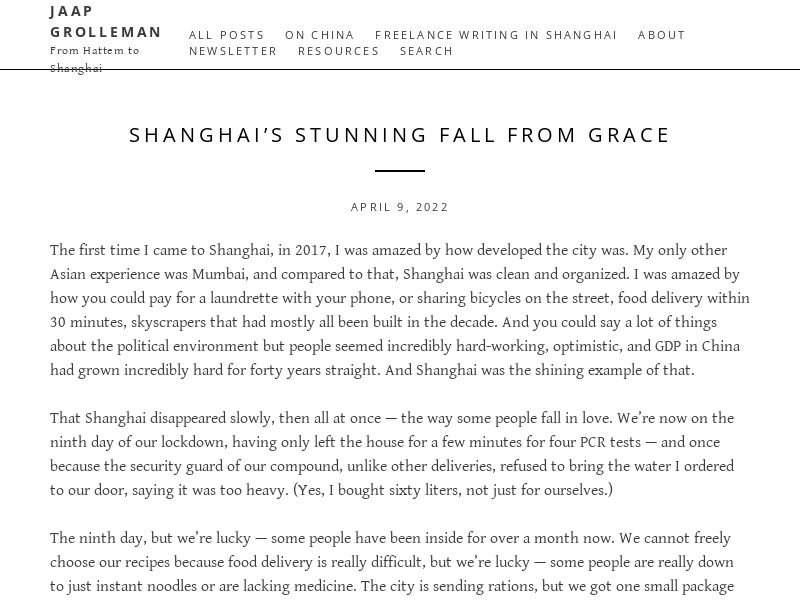 JAAP
GROLLEMAN
From Hattem to
Shanghai
ALL POSTS ON CHINA FREELANCE WRITING IN SHANGHAI ABOUT
NEWSLETTER RESOURCES SEARCH
SHANGHAI’S STUNNING FALL FROM GRACE
APRIL 9, 2022
The first time I came to Shanghai, in 2017, I was amazed by how developed the city was. My only other
Asian experience was Mumbai, and compared to that, Shanghai was clean and organized. I was amazed by
how you could pay for a laundrette with your phone, or sharing bicycles on the street, food delivery within
30 minutes, skyscrapers that had mostly all been built in the decade. And you could say a lot of things
about the political environment but people seemed incredibly hard-working, optimistic, and GDP in China
had grown incredibly hard for forty years straight. And Shanghai was the shining example of that.
That Shanghai disappeared slowly, then all at once — the way some people fall in love. We’re now on the
ninth day of our lockdown, having only left the house for a few minutes for four PCR tests — and once
because the security guard of our compound, unlike other deliveries, refused to bring the water I ordered
to our door, saying it was too heavy. (Yes, I bought sixty liters, not just for ourselves.)
The ninth day, but we’re lucky — some people have been inside for over a month now. We cannot freely
choose our recipes because food delivery is really difficult, but we’re lucky — some people are really down
to just instant noodles or are lacking medicine. The city is sending rations, but we got one small package